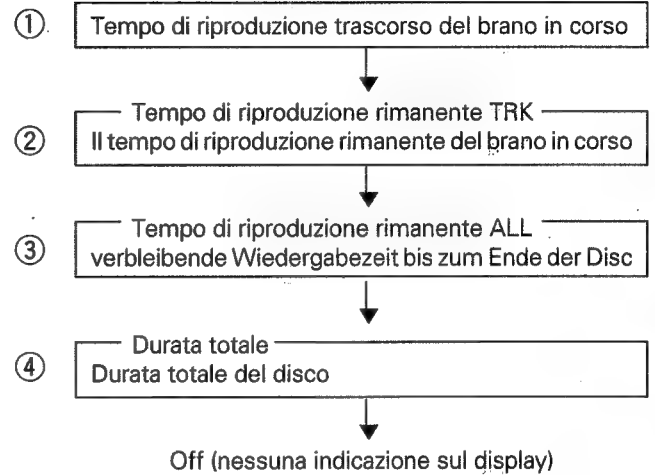 ① Tempo di riproduzione trascorso del brano in corso
Tempo di riproduzione rimanente TRK
② Il tempo di riproduzione rimanente del brano in corso
Tempo di riproduzione rimanente ALL
③ verbleibende Wiedergabezeit bis zum Ende der Disc
Durata totale
④ Durata totale del disco
Off (nessuna indicazione sul display)